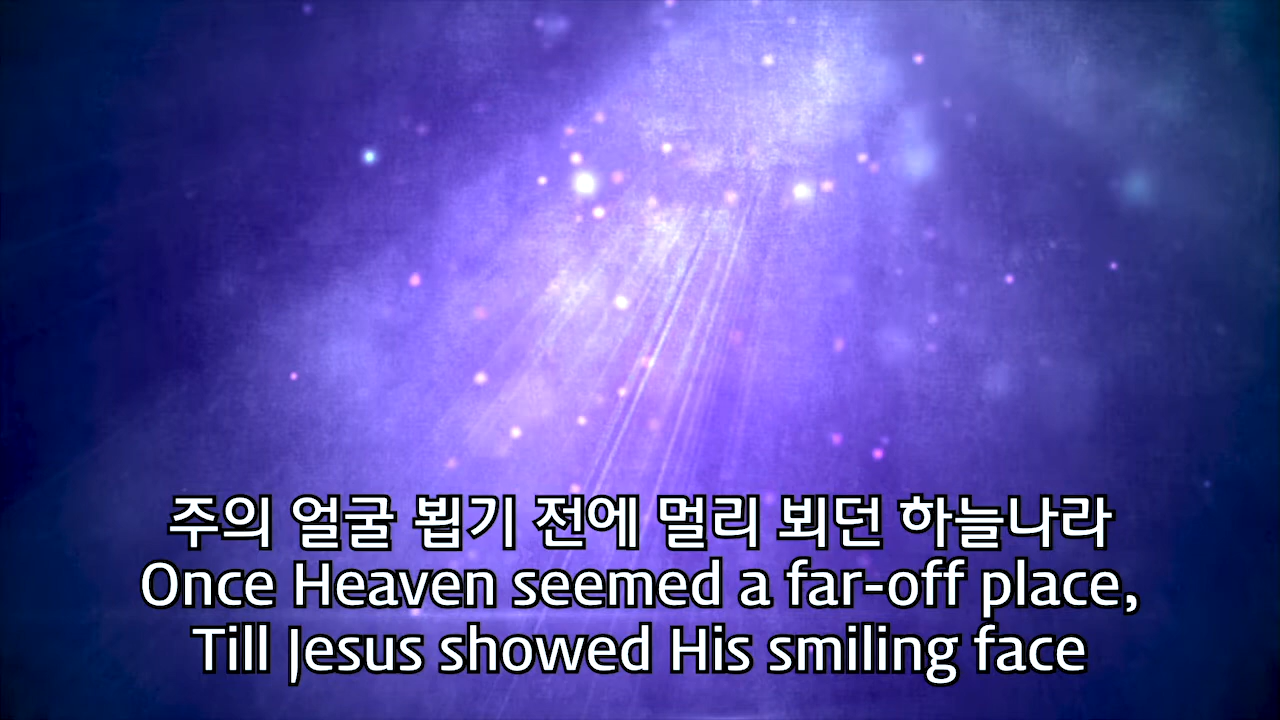 주의 얼굴 뵙기 전에 멀리 뵈던 하늘나라
Once Heaven seemed a far-off place,
Till Jesus showed His smiling face